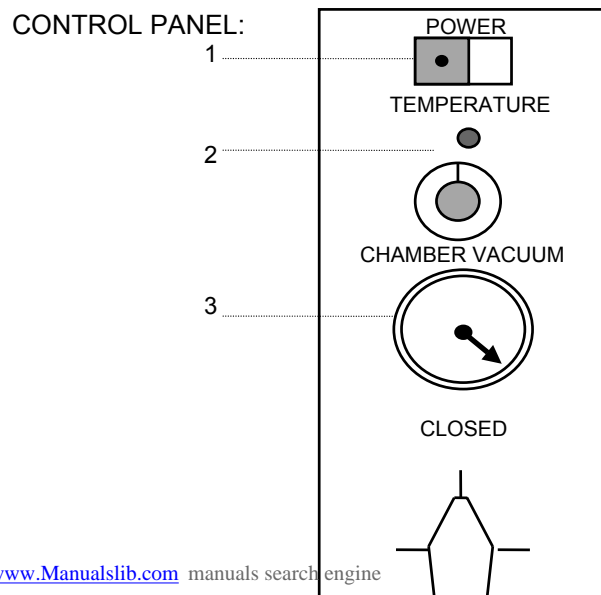 CONTROL PANEL:
POWER
1
TEMPERATURE
2
CHAMBER VACUUM
3
CLOSED
www.Manualslib.com manuals search engine